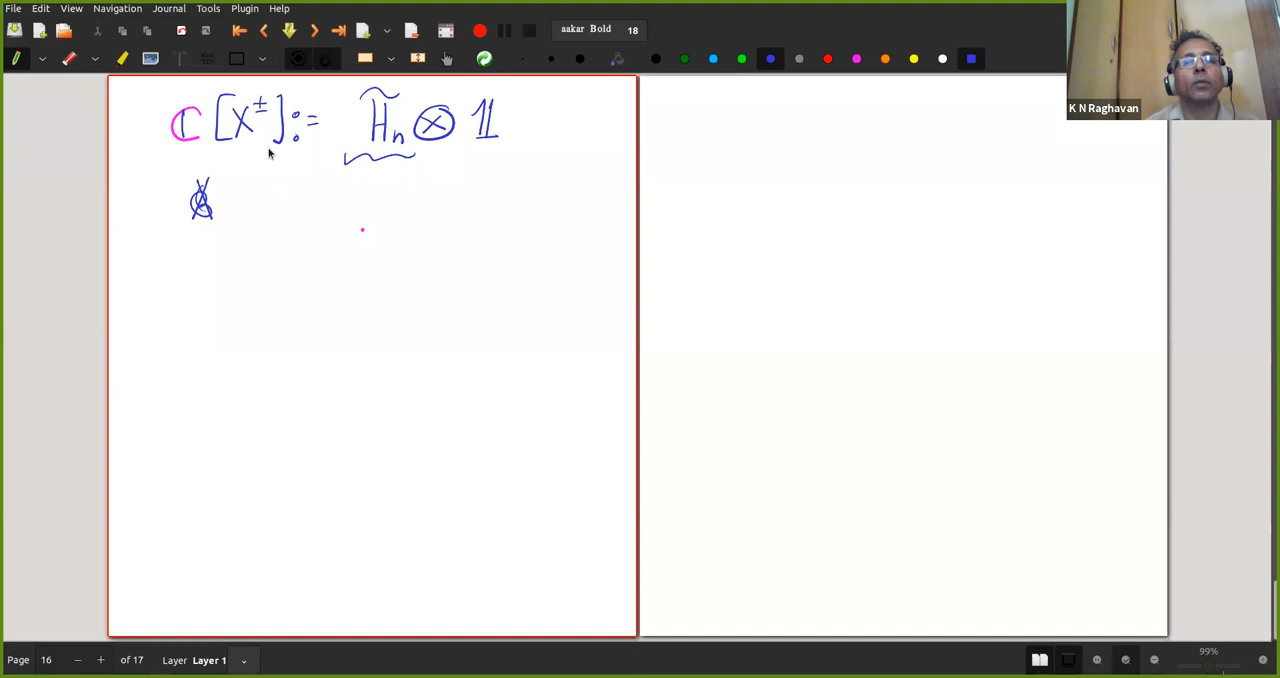 File Edit View Navigation Journal Tools Plugin Help
aakar Bold 18
ℂ [X^±] := H̃_n ⊗ 𝟙
K N Raghavan
Page 16 of 17 Layer Layer 1 99%